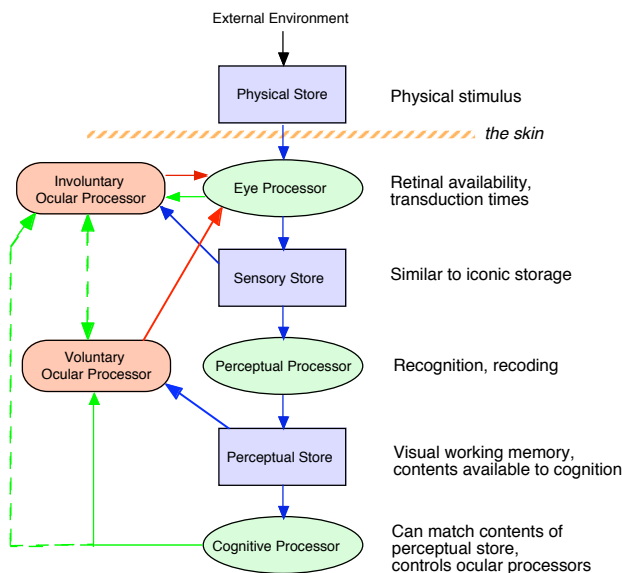 External Environment
Physical Store
Physical stimulus
the skin
Involuntary
Ocular Processor
Eye Processor
Retinal availability,
transduction times
Sensory Store
Similar to iconic storage
Voluntary
Ocular Processor
Perceptual Processor
Recognition, recoding
Perceptual Store
Visual working memory,
contents available to cognition
Cognitive Processor
Can match contents of
perceptual store,
controls ocular processors